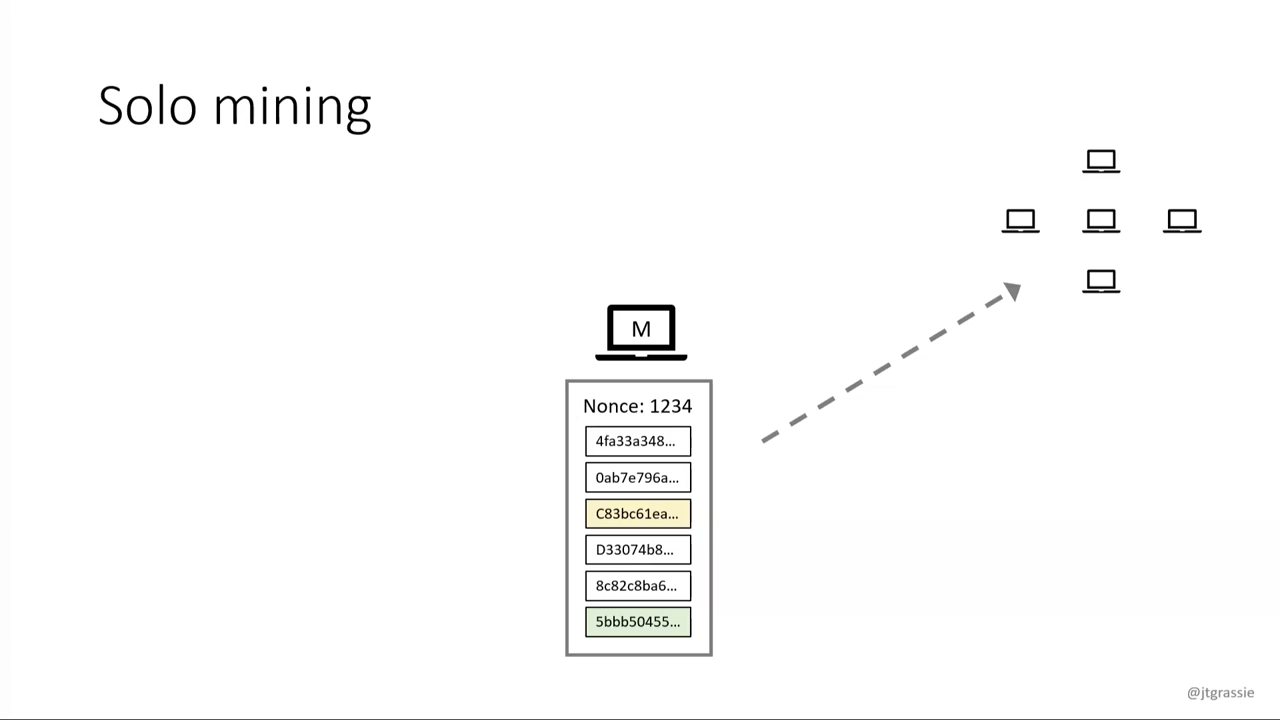 Solo mining
M
Nonce: 1234
4fa33a348...
0ab7e796a...
C83bc61ea...
D33074b8...
8c82c8ba6...
5bbb50455...
@jtgrassie